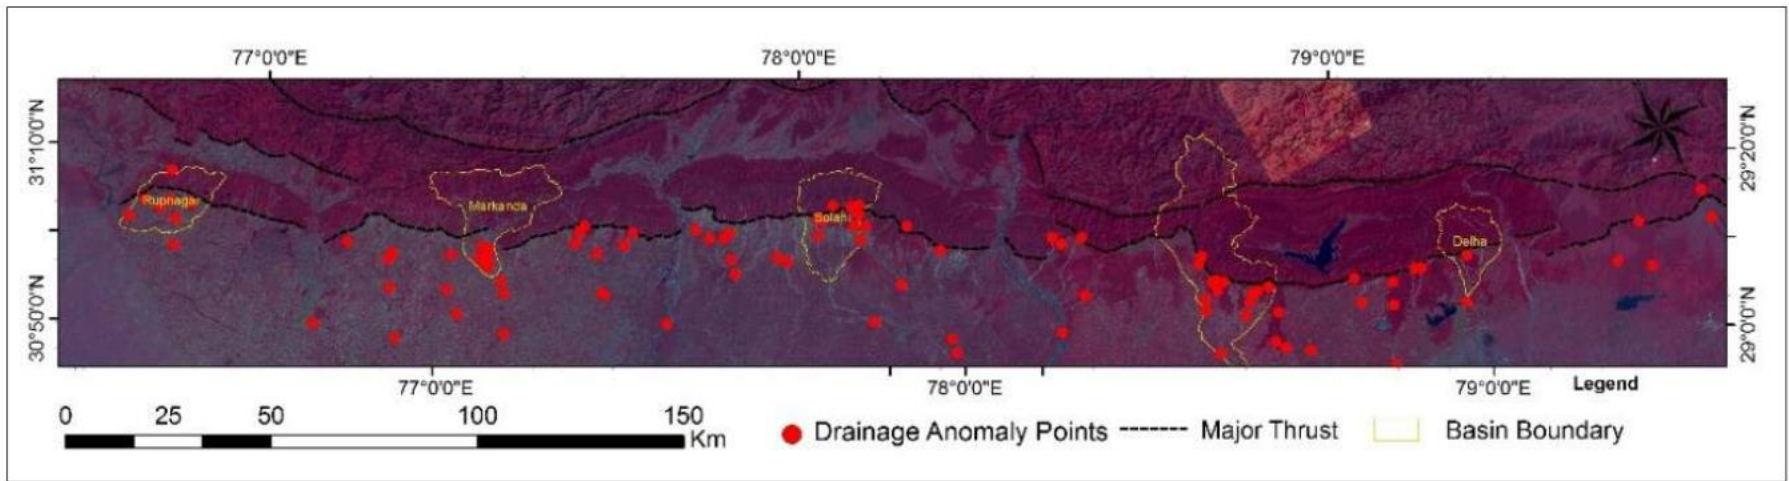 77°0'0"E 78°0'0"E 79°0'0"E
31°10'0"N
29°20'0"N
Rupnagar
Markanda
Solani
Delha
30°50'0"N
29°0'0"N
77°0'0"E 78°0'0"E 79°0'0"E
Legend
0 25 50 100 150
Km
Drainage Anomaly Points
Major Thrust
Basin Boundary